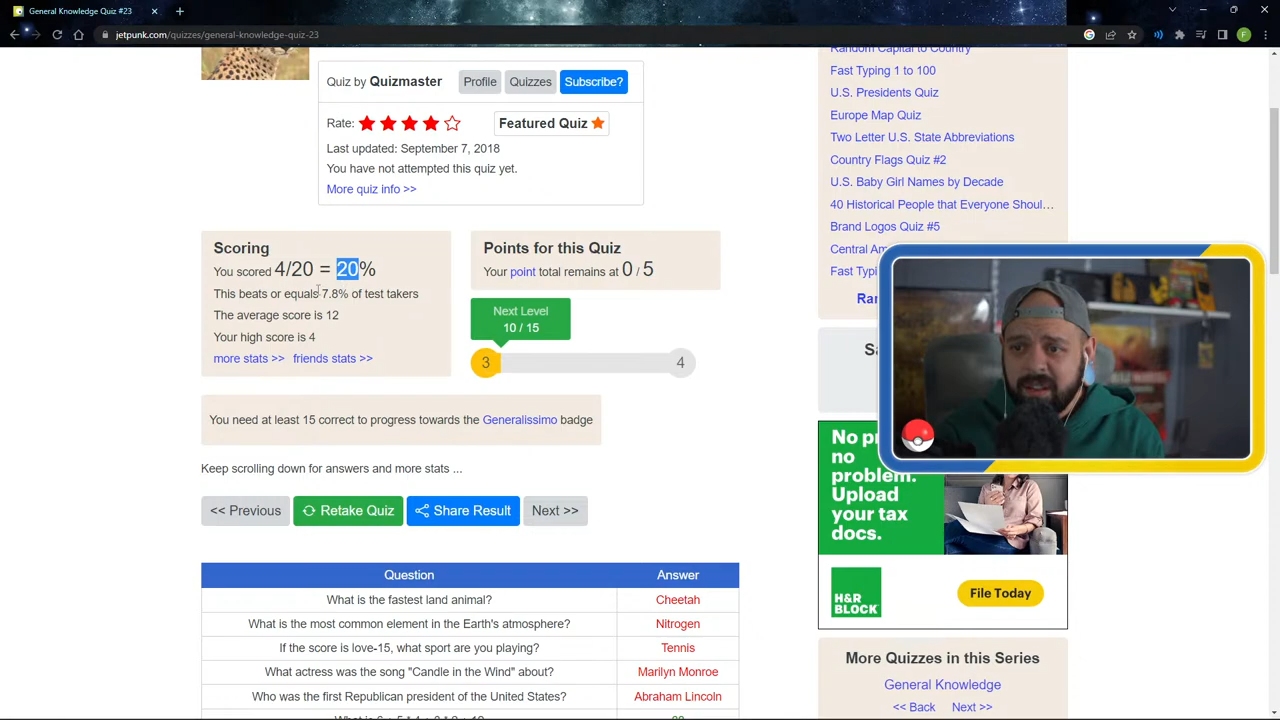 General Knowledge Quiz #23
jetpunk.com/quizzes/general-knowledge-quiz-23
F
Quiz by Quizmaster
Profile
Quizzes
Subscribe?
Rate:
Featured Quiz
Last updated: September 7, 2018
You have not attempted this quiz yet.
More quiz info >>
Scoring
You scored 4/20 = 20%
This beats or equals 7.8% of test takers
The average score is 12
Your high score is 4
more stats >> friends stats >>
Points for this Quiz
Your point total remains at 0 / 5
Next Level
10 / 15
3
4
You need at least 15 correct to progress towards the Generalissimo badge
Keep scrolling down for answers and more stats ...
<< Previous
Retake Quiz
Share Result
Next >>
Question Answer
What is the fastest land animal? Cheetah
What is the most common element in the Earth's atmosphere? Nitrogen
If the score is love-15, what sport are you playing? Tennis
What actress was the song "Candle in the Wind" about? Marilyn Monroe
Who was the first Republican president of the United States? Abraham Lincoln
Random Capital to Country
Fast Typing 1 to 100
U.S. Presidents Quiz
Europe Map Quiz
Two Letter U.S. State Abbreviations
Country Flags Quiz #2
U.S. Baby Girl Names by Decade
40 Historical People that Everyone Shoul…
Brand Logos Quiz #5
Central Am
Fast Typi
Ran
Sa
No p
no
problem.
Upload
your tax
docs.
H&R
BLOCK
File Today
More Quizzes in this Series
General Knowledge
<< Back Next >>